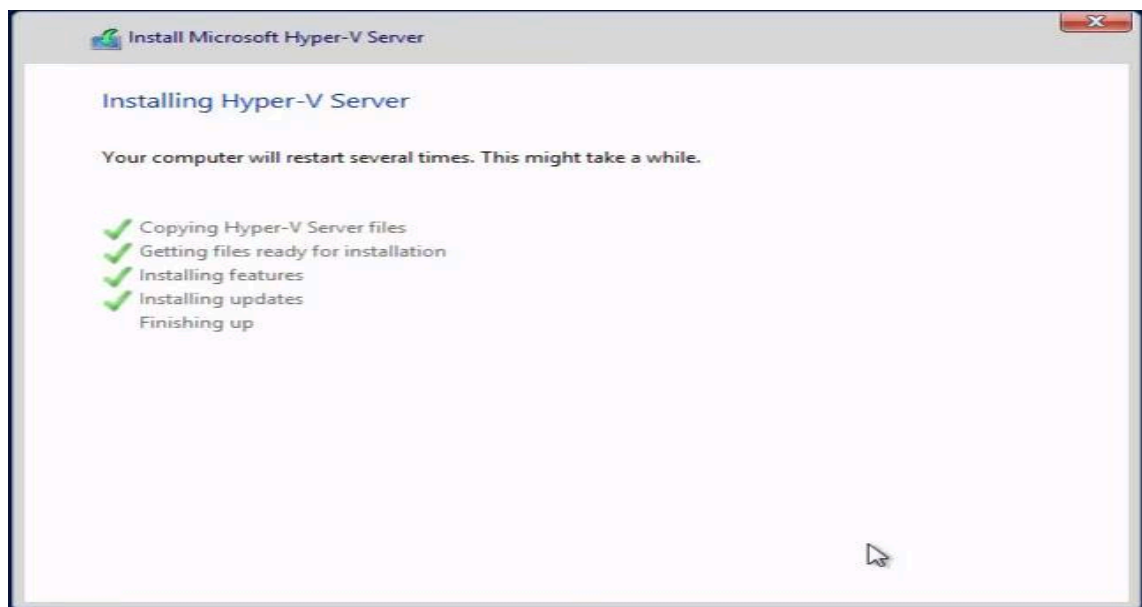 Install Microsoft Hyper-V Server
Installing Hyper-V Server
Your computer will restart several times. This might take a while.
Copying Hyper-V Server files
Getting files ready for installation
Installing features
Installing updates
Finishing up